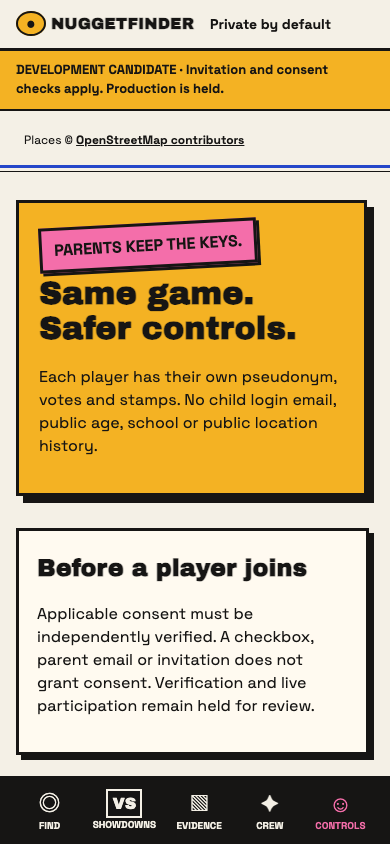 NUGGETFINDER Private by default
DEVELOPMENT CANDIDATE · Invitation and consent
checks apply. Production is held.
Places © OpenStreetMap contributors
PARENTS KEEP THE KEYS.
Same game.
Safer controls.
Each player has their own pseudonym,
votes and stamps. No child login email,
public age, school or public location
history.
Before a player joins
Applicable consent must be
independently verified. A checkbox,
parent email or invitation does not
grant consent. Verification and live
participation remain held for review.
VS
FIND SHOWDOWNS EVIDENCE CREW CONTROLS